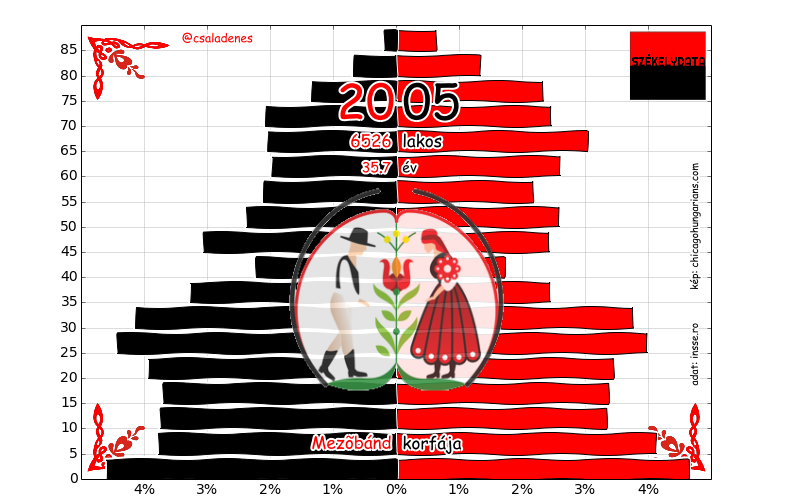 @csaladenes
SZÉKELYDATA
2005
6526 lakos
35.7 év
kép: chicagohungarians.com
adat: insse.ro
Mezőbánd korfája
85
80
75
70
65
60
55
50
45
40
35
30
25
20
15
10
5
0
4% 3% 2% 1% 0% 1% 2% 3% 4%